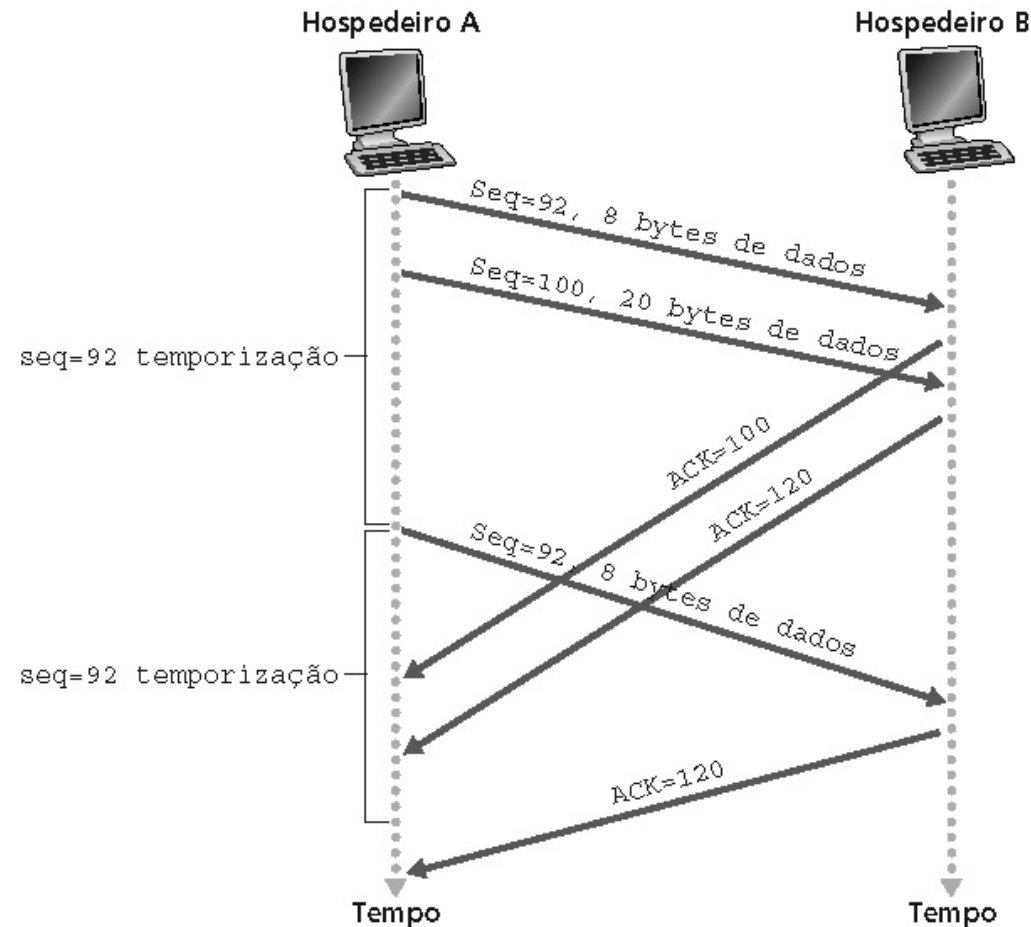 Hospedeiro A
Hospedeiro B
Seq=92, 8 bytes de dados
Seq=100, 20 bytes de dados
seq=92 temporização
ACK=100
ACK=120
Seq=92, 8 bytes de dados
seq=92 temporização
ACK=120
Tempo
Tempo